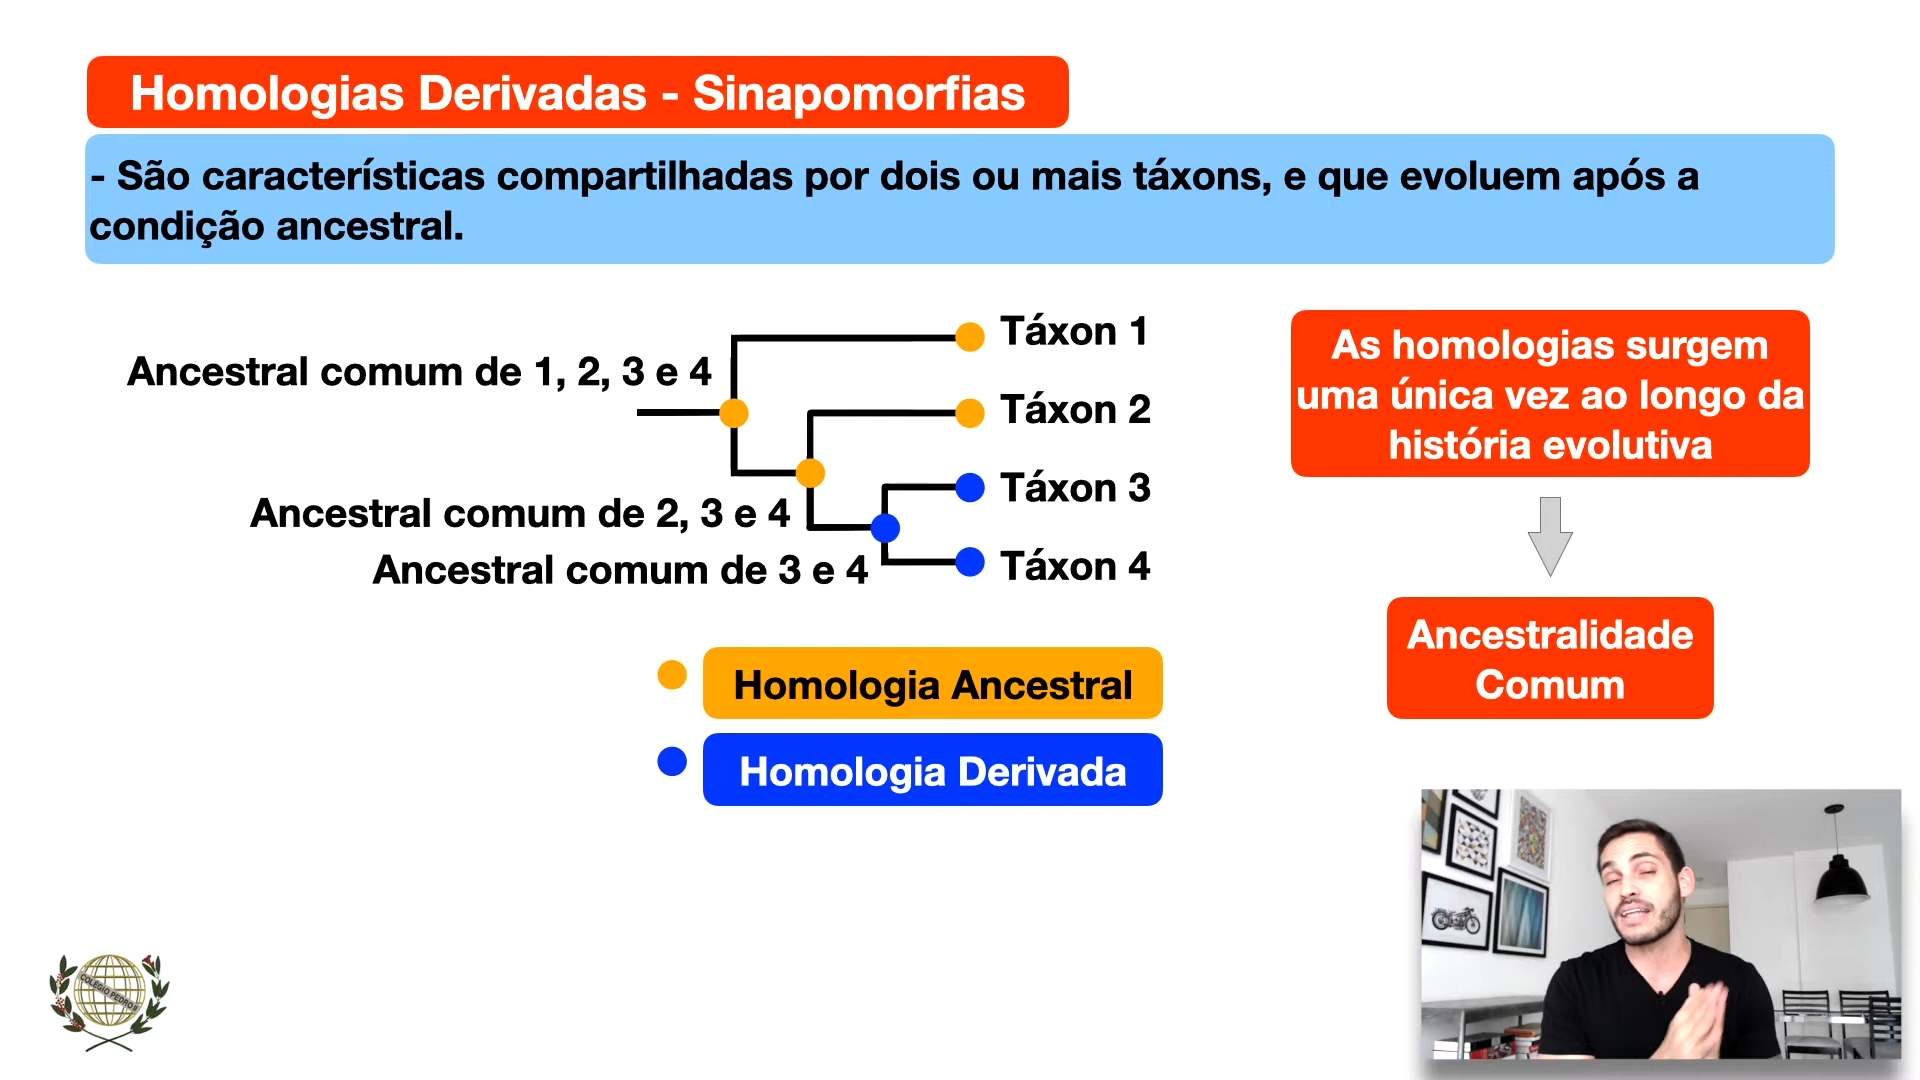 Homologias Derivadas - Sinapomorfias
- São características compartilhadas por dois ou mais táxons, e que evoluem após a
condição ancestral.
Ancestral comum de 1, 2, 3 e 4
Táxon 1
Táxon 2
Ancestral comum de 2, 3 e 4
Táxon 3
Ancestral comum de 3 e 4
Táxon 4
Homologia Ancestral
Homologia Derivada
As homologias surgem
uma única vez ao longo da
história evolutiva
Ancestralidade
Comum
COLÉGIO PEDRO II